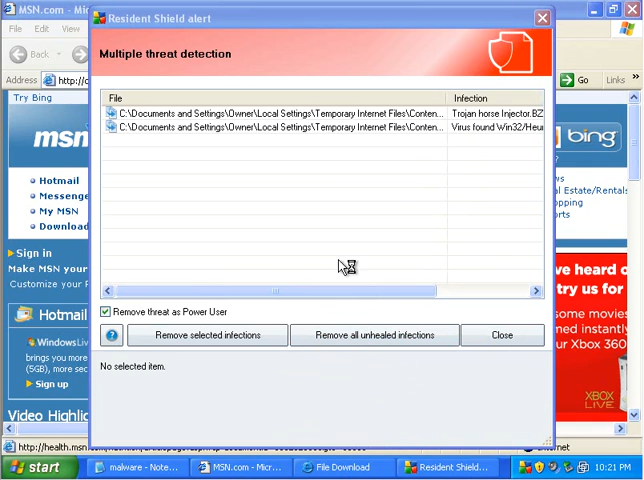 MSN.com - Micr
Resident Shield alert
File Edit View
Multiple threat detection
Back
Address http://c
Go Links
Try Bing
File Infection
C:\Documents and Settings\Owner\Local Settings\Temporary Internet Files\Conten... Trojan horse Injector.BZ
C:\Documents and Settings\Owner\Local Settings\Temporary Internet Files\Conten... Virus found Win32/Heur
msn
bing
Hotmail
Messenge
My MSN
Download
al Estate/Rentals
opping
orts
Sign in
Make MSN your
Customize your
ve heard o
try us for
Hotmail
some movies
med instantly
ur Xbox 360
Remove threat as Power User
Remove selected infections Remove all unhealed infections Close
WindowsLiv
brings you more
(5GB), more sec
Sign up
No selected item.
XBOX
LIVE
Video Highlig
http://health.msn.
start malware - Note... MSN.com - Micr... File Download Resident Shield... 10:21 PM